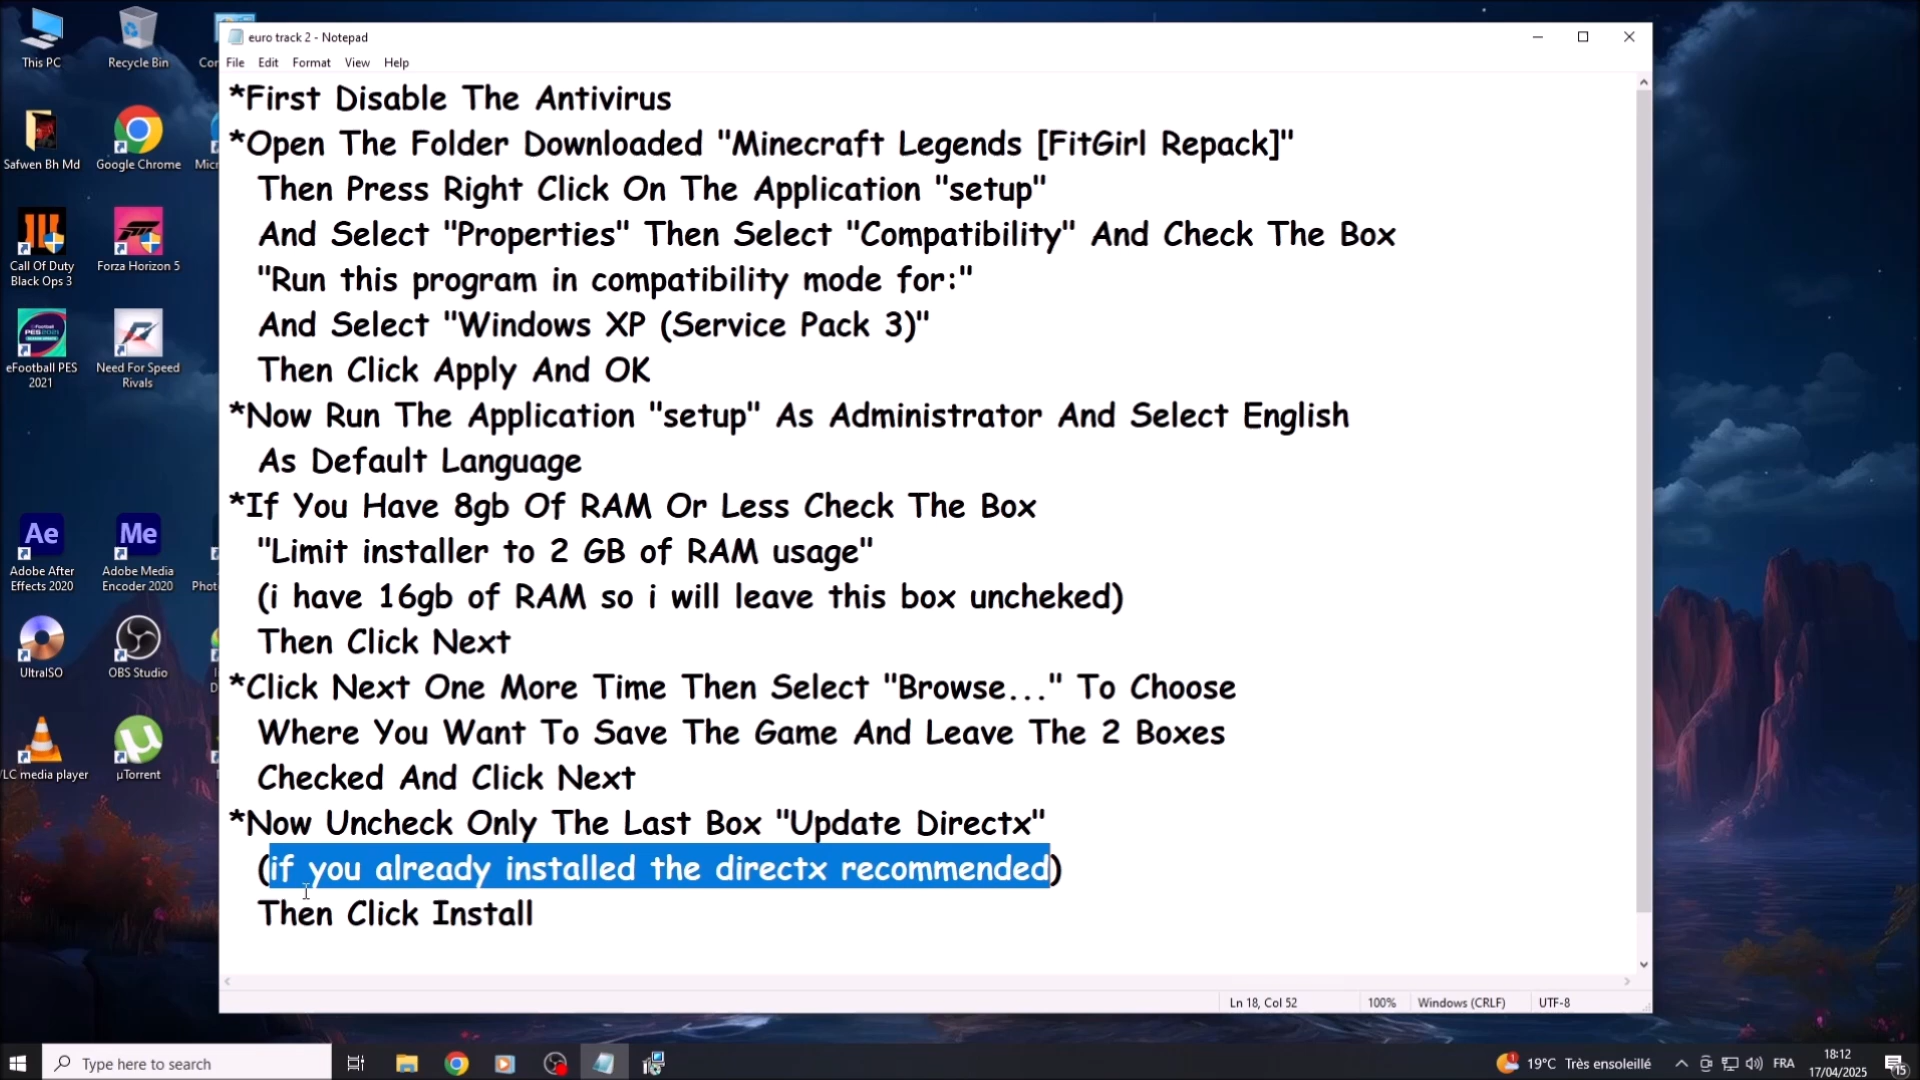 This PC
Recycle Bin
Safwen Bh Md
Google Chrome
Call Of Duty Black Ops 3
Forza Horizon 5
eFootball PES 2021
Need For Speed Rivals
Ae
Adobe After Effects 2020
Me
Adobe Media Encoder 2020
UltraISO
OBS Studio
LC media player
µTorrent
euro track 2 - Notepad
File Edit Format View Help
*First Disable The Antivirus
*Open The Folder Downloaded "Minecraft Legends [FitGirl Repack]"
Then Press Right Click On The Application "setup"
And Select "Properties" Then Select "Compatibility" And Check The Box
"Run this program in compatibility mode for:"
And Select "Windows XP (Service Pack 3)"
Then Click Apply And OK
*Now Run The Application "setup" As Administrator And Select English
As Default Language
*If You Have 8gb Of RAM Or Less Check The Box
"Limit installer to 2 GB of RAM usage"
(i have 16gb of RAM so i will leave this box uncheked)
Then Click Next
*Click Next One More Time Then Select "Browse..." To Choose
Where You Want To Save The Game And Leave The 2 Boxes
Checked And Click Next
*Now Uncheck Only The Last Box "Update Directx"
(if you already installed the directx recommended)
Then Click Install
Ln 18, Col 52 100% Windows (CRLF) UTF-8
Type here to search
19°C Très ensoleillé
FRA
18:12
17/04/2025
15